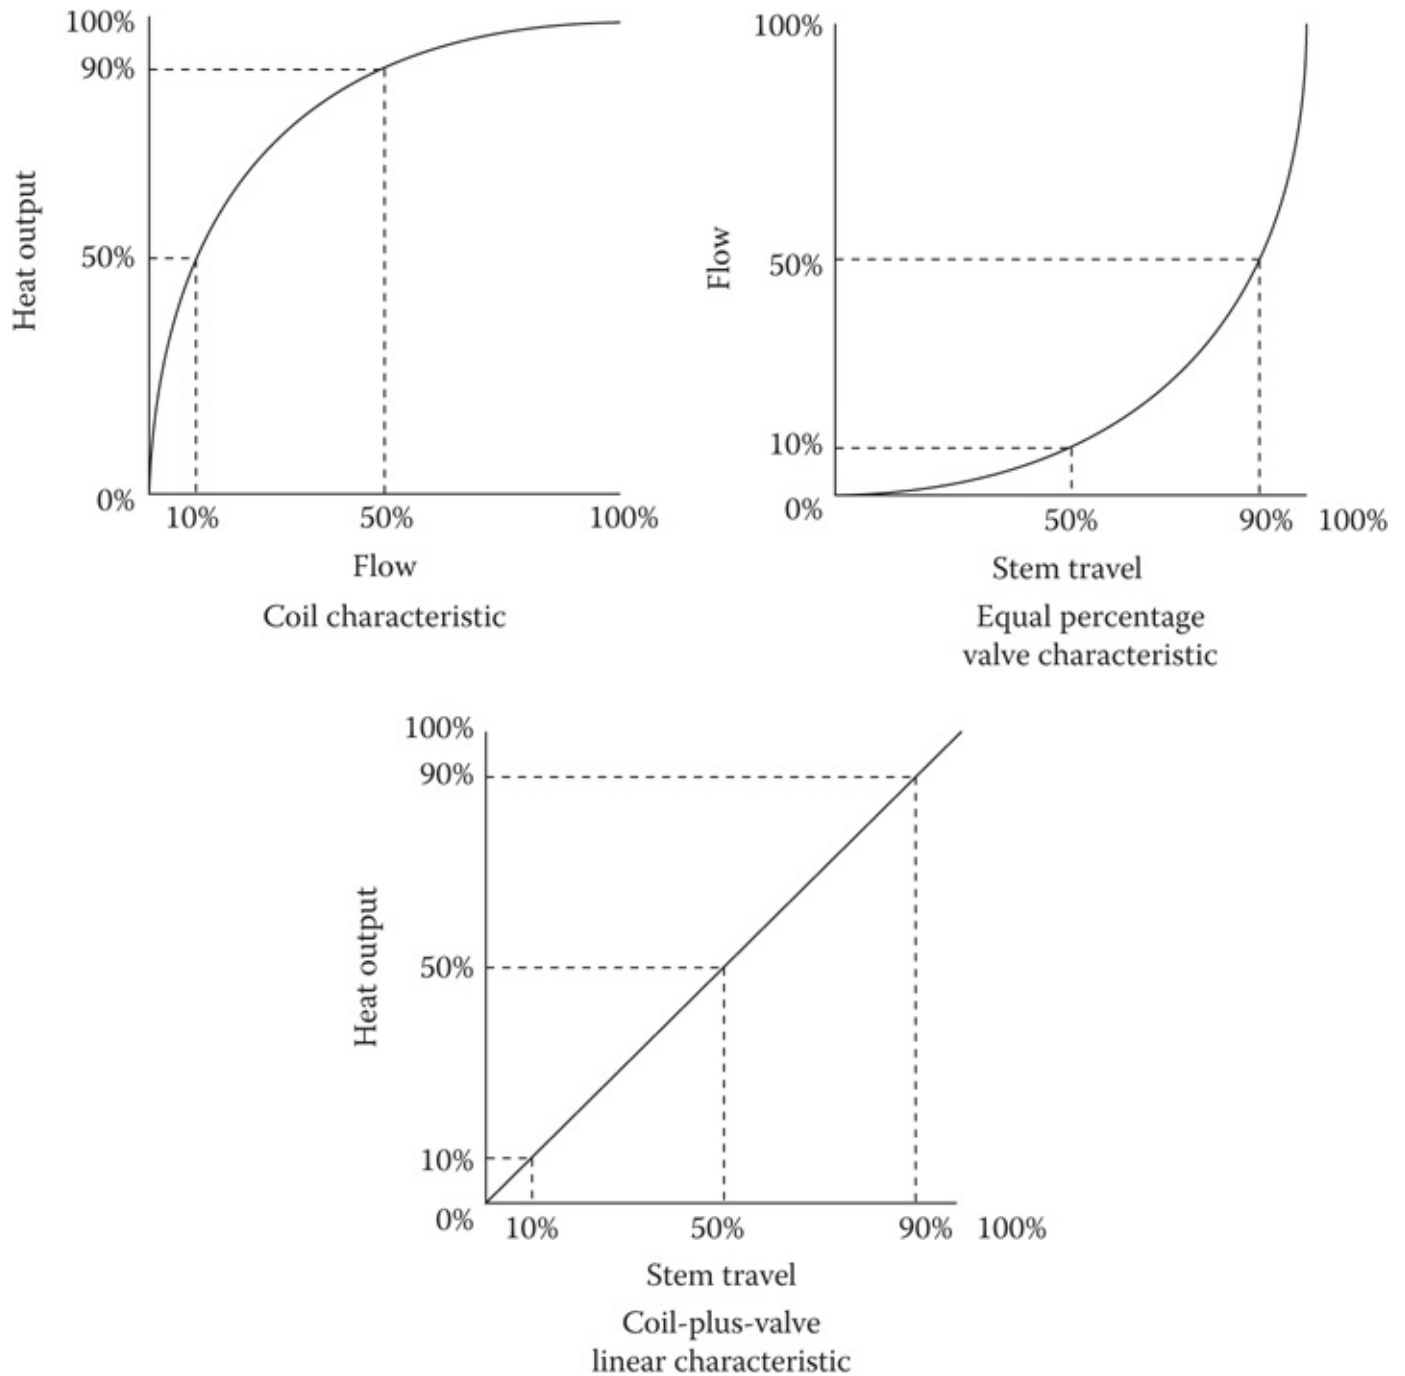 100%
90%
50%
0%
Heat output
10%
50%
100%
Flow
Coil characteristic
100%
50%
10%
0%
Flow
50%
90%
100%
Stem travel
Equal percentage
valve characteristic
100%
90%
50%
10%
0%
Heat output
10%
50%
90%
100%
Stem travel
Coil-plus-valve
linear characteristic